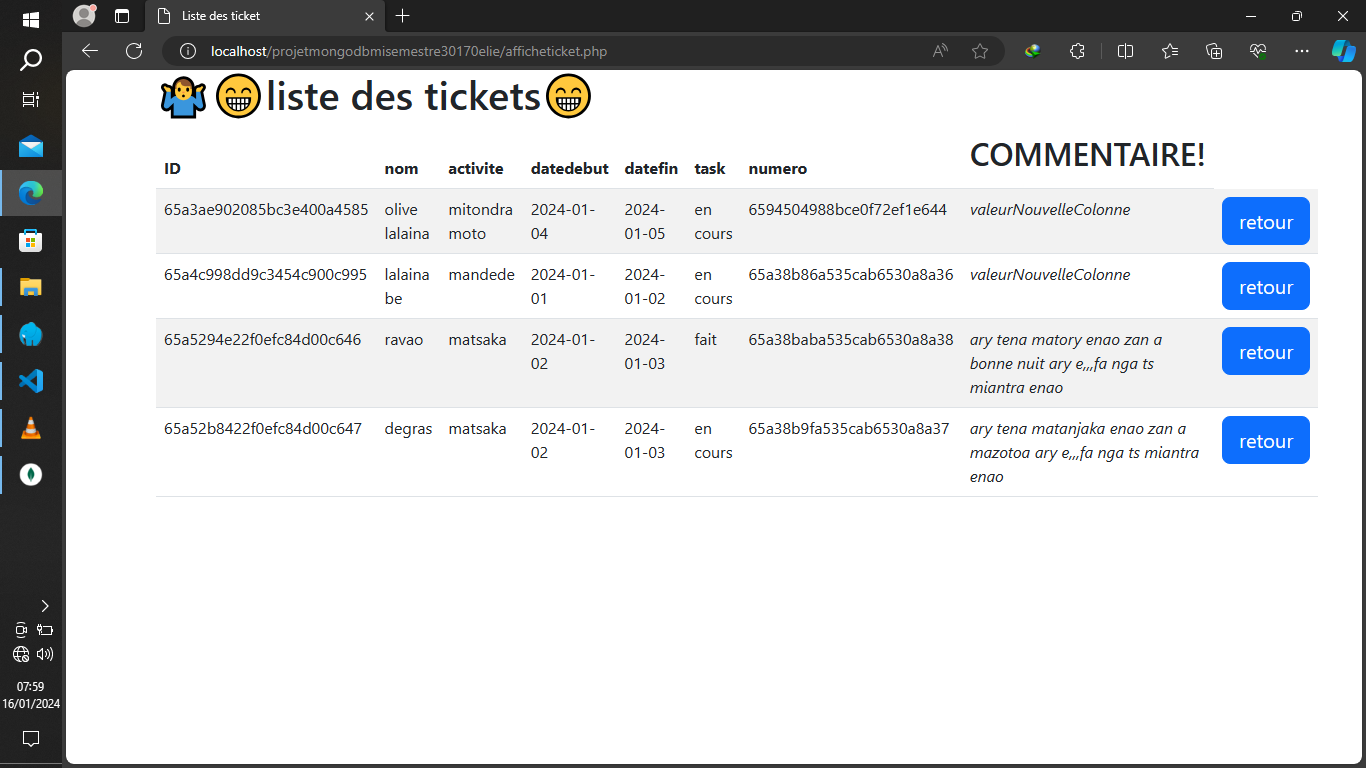 Liste des ticket
localhost/projetmongodbmisemestre30170elie/afficheticket.php
liste des tickets
ID nom activite datedebut datefin task numero COMMENTAIRE!
65a3ae902085bc3e400a4585 olive mitondra 2024-01- 2024- en 6594504988bce0f72ef1e644 valeurNouvelleColonne retour
lalaina moto 04 01-05 cours
65a4c998dd9c3454c900c995 lalaina mandede 2024-01- 2024- en 65a38b86a535cab6530a8a36 valeurNouvelleColonne retour
be 01 01-02 cours
65a5294e22f0efc84d00c646 ravao matsaka 2024-01- 2024- fait 65a38baba535cab6530a8a38 ary tena matory enao zan a retour
02 01-03 bonne nuit ary e,,,fa nga ts
miantra enao
65a52b8422f0efc84d00c647 degras matsaka 2024-01- 2024- en 65a38b9fa535cab6530a8a37 ary tena matanjaka enao zan a retour
02 01-03 cours mazotoa ary e,,,fa nga ts miantra
enao
07:59
16/01/2024